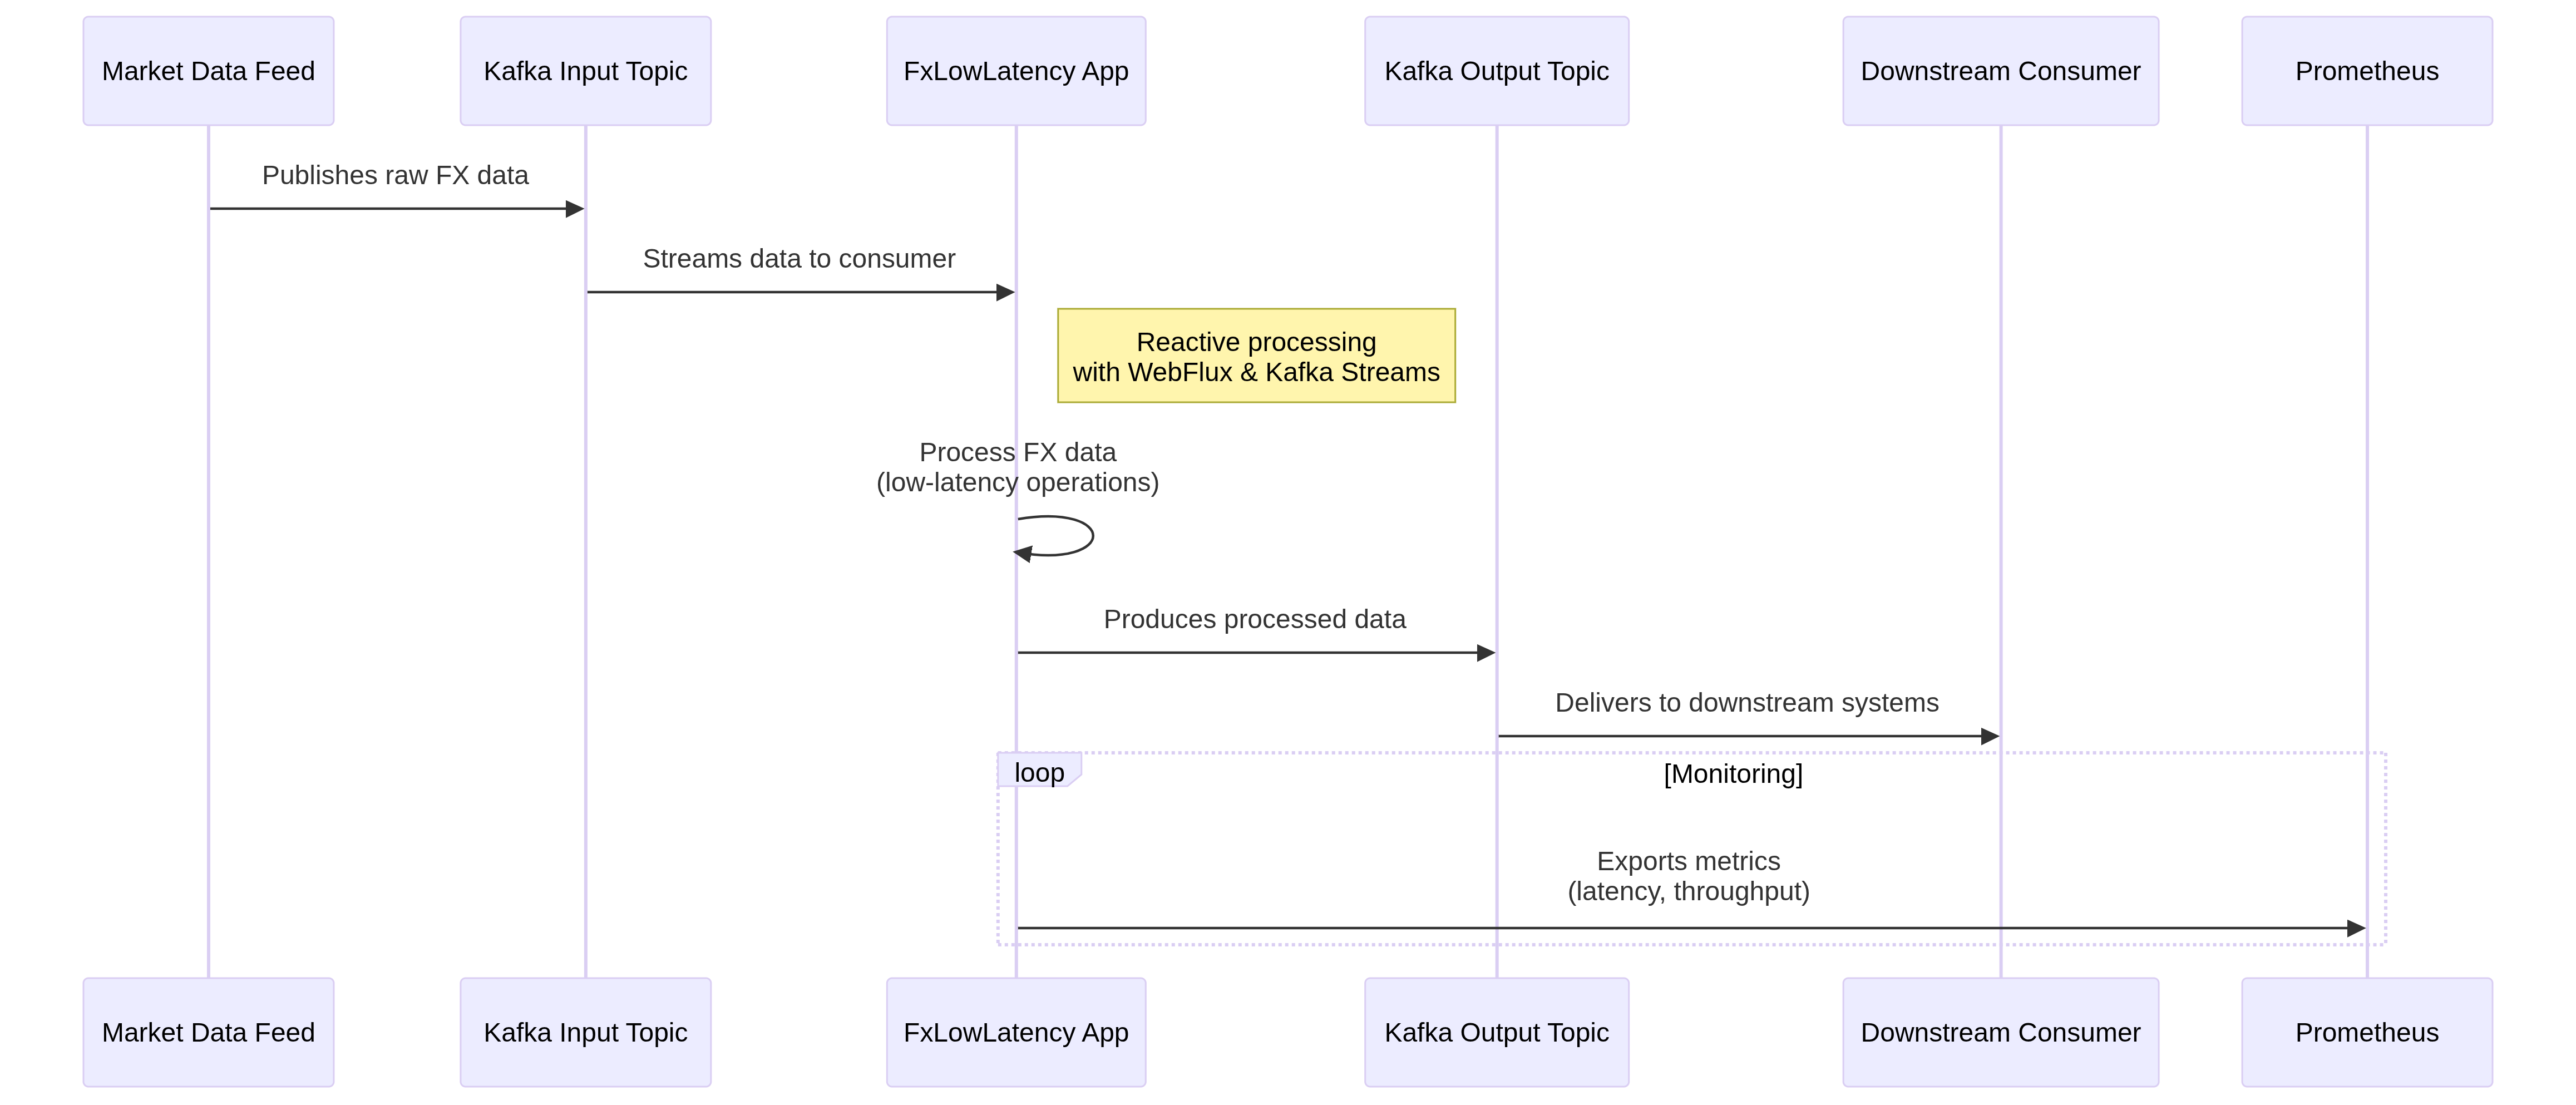 Market Data Feed
Kafka Input Topic
FxLowLatency App
Kafka Output Topic
Downstream Consumer
Prometheus
Publishes raw FX data
Streams data to consumer
Reactive processing
with WebFlux & Kafka Streams
Process FX data
(low-latency operations)
Produces processed data
Delivers to downstream systems
loop
[Monitoring]
Exports metrics
(latency, throughput)
Market Data Feed
Kafka Input Topic
FxLowLatency App
Kafka Output Topic
Downstream Consumer
Prometheus